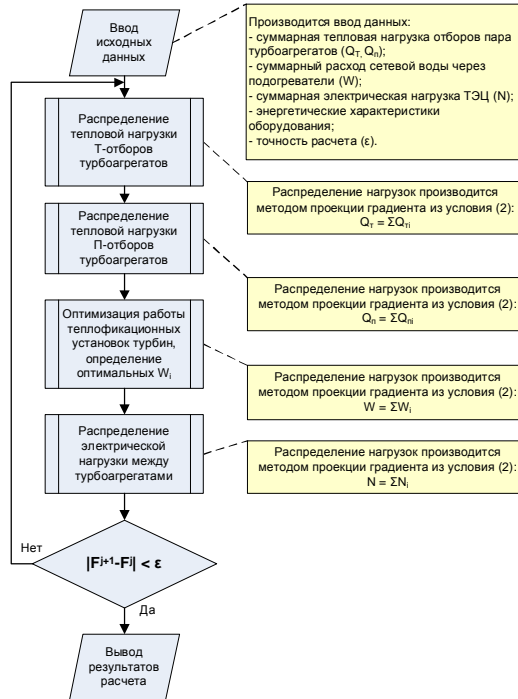 Ввод
исходных
данных
Производится ввод данных:
- суммарная тепловая нагрузка отборов пара
турбоагрегатов (Qт, Qп);
- суммарный расход сетевой воды через
подогреватели (W);
- суммарная электрическая нагрузка ТЭЦ (N);
- энергетические характеристики
оборудования;
- точность расчета (ε).
Распределение
тепловой нагрузки
Т-отборов
турбоагрегатов
Распределение нагрузок производится
методом проекции градиента из условия (2):
Qт = ΣQтi
Распределение
тепловой нагрузки
П-отборов
турбоагрегатов
Распределение нагрузок производится
методом проекции градиента из условия (2):
Qп = ΣQпi
Оптимизация работы
теплофикационных
установок турбин,
определение
оптимальных Wi
Распределение нагрузок производится
методом проекции градиента из условия (2):
W = ΣWi
Распределение
электрической
нагрузки между
турбоагрегатами
Распределение нагрузок производится
методом проекции градиента из условия (2):
N = ΣNi
Нет
|Fj+1-Fj| < ε
Да
Вывод
результатов
расчета